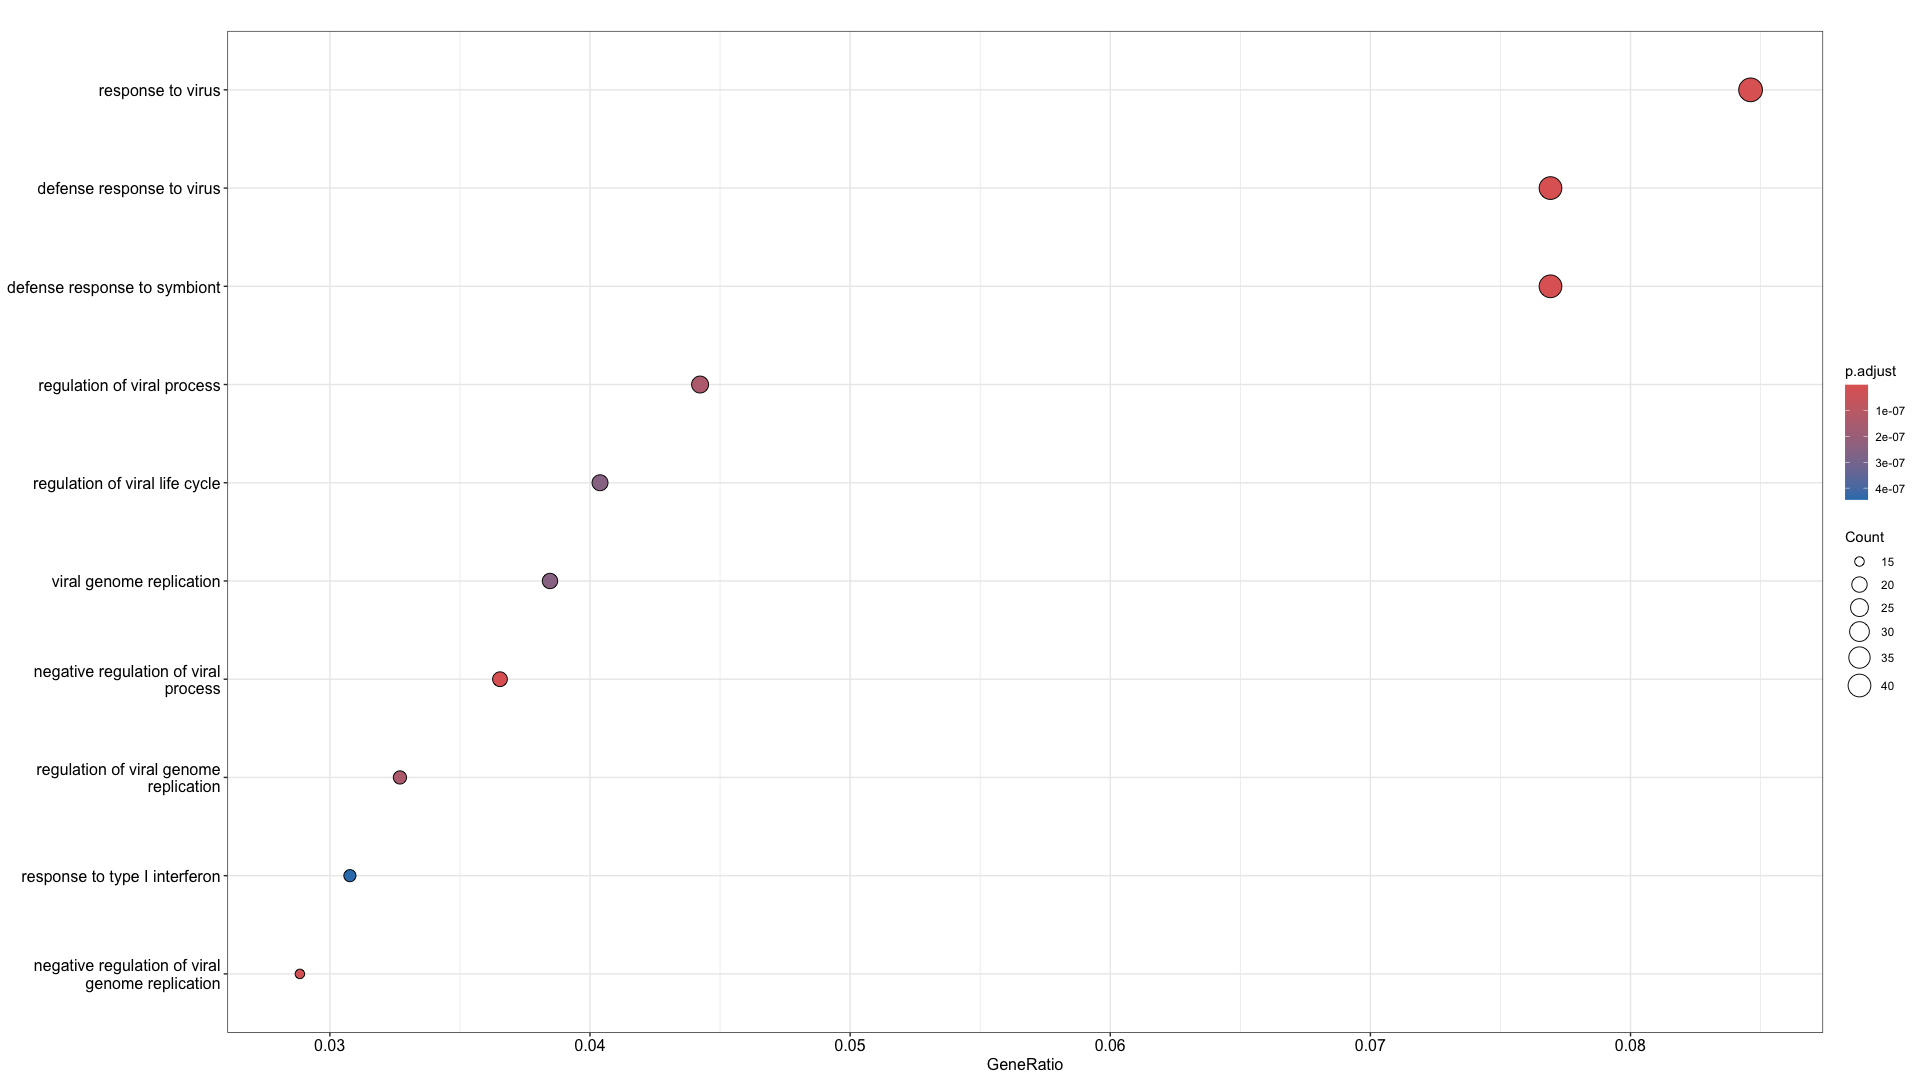 response to virus
defense response to virus
defense response to symbiont
regulation of viral process
regulation of viral life cycle
viral genome replication
negative regulation of viral
process
regulation of viral genome
replication
response to type I interferon
negative regulation of viral
genome replication
0.03
0.04
0.05
0.06
0.07
0.08
GeneRatio
p.adjust
1e-07
2e-07
3e-07
4e-07
Count
15
20
25
30
35
40